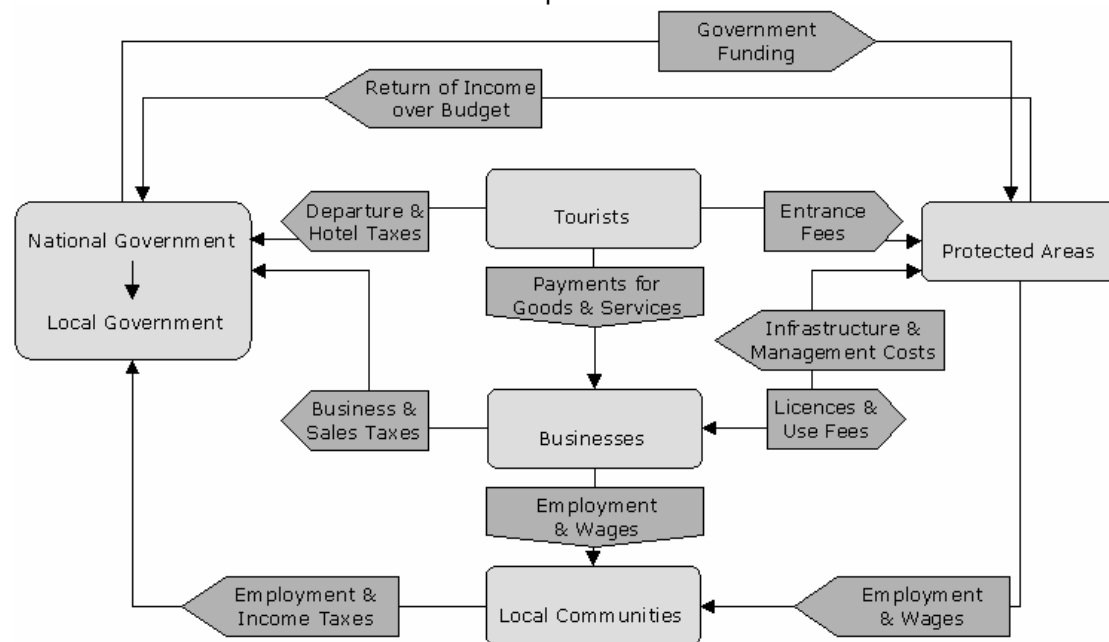 Government
Funding
Return of Income
over Budget
Departure &
Hotel Taxes
Tourists
Entrance
Fees
National Government
Local Government
Protected Areas
Payments for
Goods & Services
Infrastructure &
Management Costs
Business &
Sales Taxes
Businesses
Licences &
Use Fees
Employment
& Wages
Employment &
Income Taxes
Local Communities
Employment
& Wages